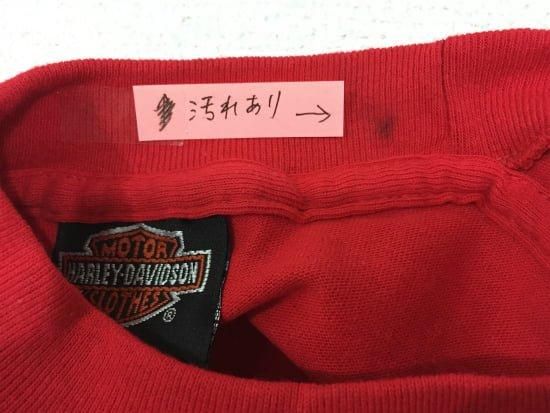 汚れあり→
MOTOR
HARLEY-DAVIDSON
CLOTHES
®